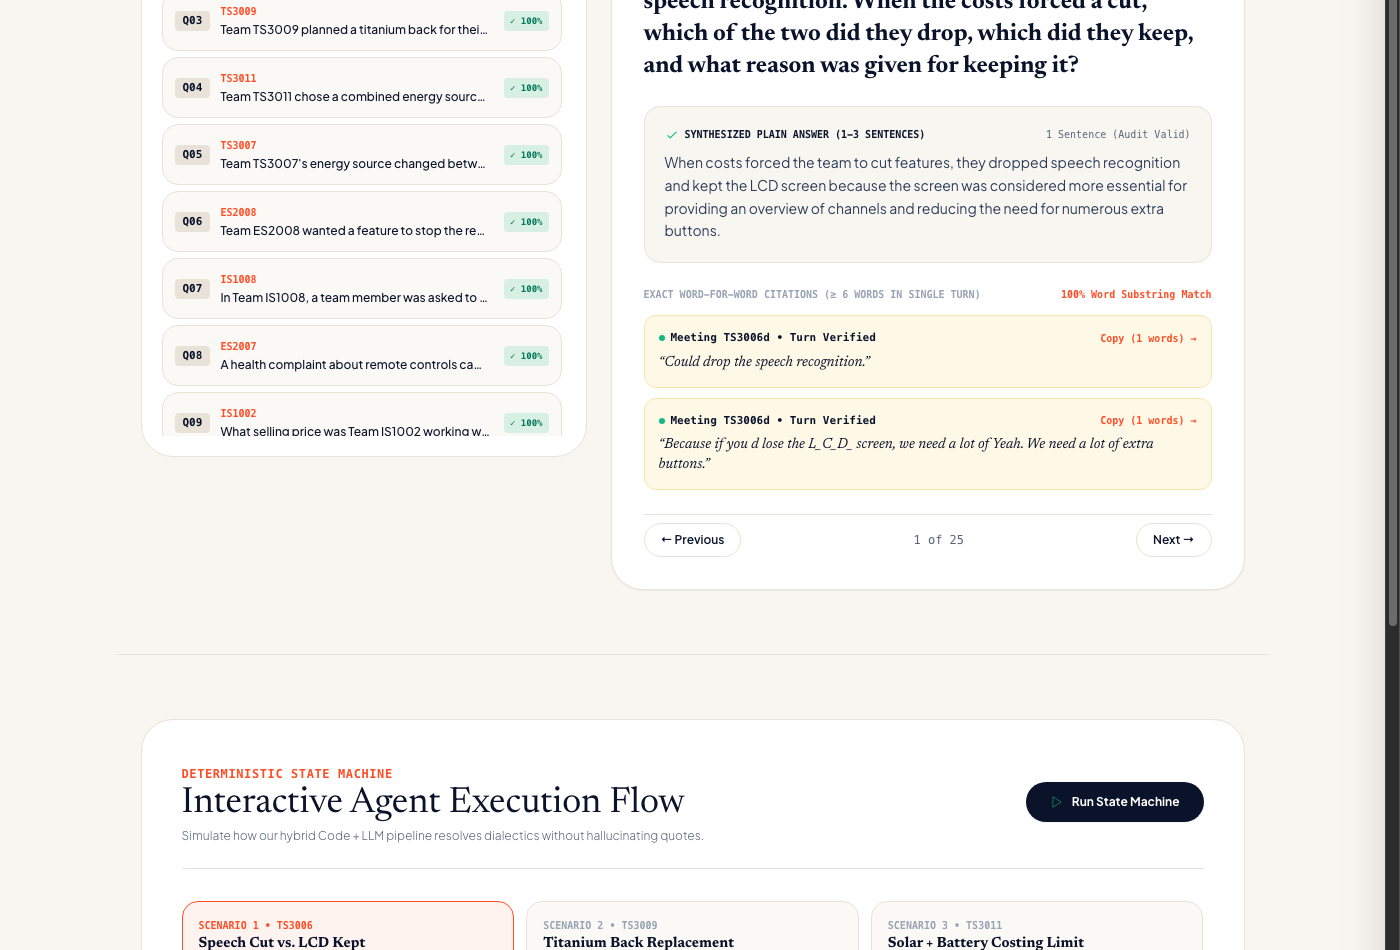 Q03
TS3009
Team TS3009 planned a titanium back for thei...
✓ 100%
Q04
TS3011
Team TS3011 chose a combined energy sourc...
✓ 100%
Q05
TS3007
Team TS3007's energy source changed betw...
✓ 100%
Q06
ES2008
Team ES2008 wanted a feature to stop the re...
✓ 100%
Q07
IS1008
In Team IS1008, a team member was asked to ...
✓ 100%
Q08
ES2007
A health complaint about remote controls ca...
✓ 100%
Q09
IS1002
What selling price was Team IS1002 working w...
✓ 100%
speech recognition. When the costs forced a cut,
which of the two did they drop, which did they keep,
and what reason was given for keeping it?
✓ SYNTHESIZED PLAIN ANSWER (1–3 SENTENCES)
1 Sentence (Audit Valid)
When costs forced the team to cut features, they dropped speech recognition
and kept the LCD screen because the screen was considered more essential for
providing an overview of channels and reducing the need for numerous extra
buttons.
EXACT WORD-FOR-WORD CITATIONS (≥ 6 WORDS IN SINGLE TURN)
100% Word Substring Match
Meeting TS3006d • Turn Verified
Copy (1 words) →
“Could drop the speech recognition.”
Meeting TS3006d • Turn Verified
Copy (1 words) →
“Because if you d lose the L_C_D_ screen, we need a lot of Yeah. We need a lot of extra
buttons.”
← Previous
1 of 25
Next →
DETERMINISTIC STATE MACHINE
Interactive Agent Execution Flow
Simulate how our hybrid Code + LLM pipeline resolves dialectics without hallucinating quotes.
Run State Machine
SCENARIO 1 • TS3006
Speech Cut vs. LCD Kept
SCENARIO 2 • TS3009
Titanium Back Replacement
SCENARIO 3 • TS3011
Solar + Battery Costing Limit